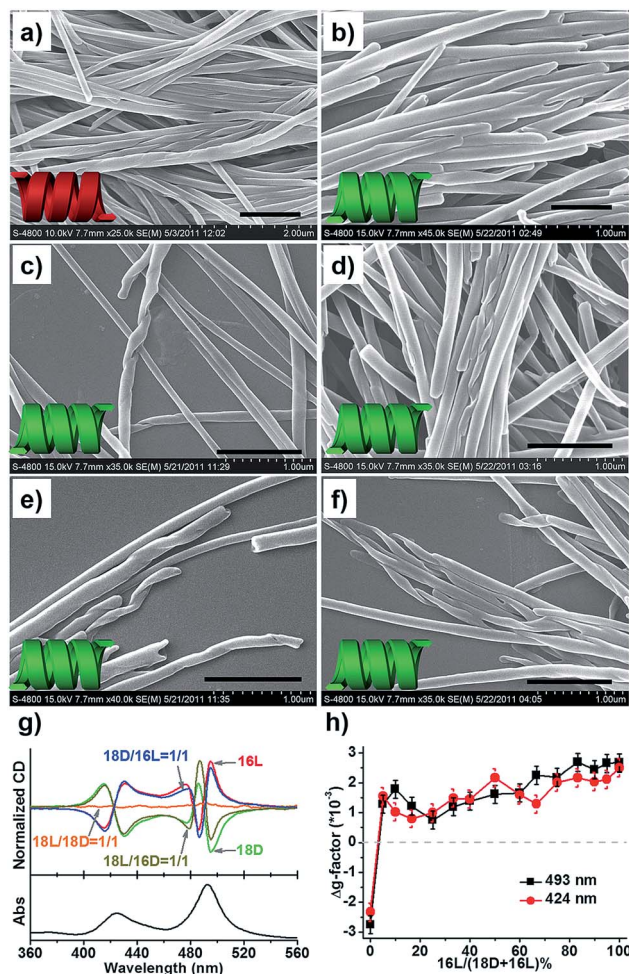 a)
b)
S-4800 10.0kV 7.7mm x25.0k SE(M) 5/3/2011 12:02
2.00um
S-4800 15.0kV 7.7mm x45.0k SE(M) 5/22/2011 02:49
1.00um
c)
d)
S-4800 15.0kV 7.7mm x35.0k SE(M) 5/21/2011 11:29
1.00um
S-4800 15.0kV 7.7mm x35.0k SE(M) 5/22/2011 03:16
1.00um
e)
f)
S-4800 15.0kV 7.7mm x40.0k SE(M) 5/21/2011 11:35
1.00um
S-4800 15.0kV 7.7mm x35.0k SE(M) 5/22/2011 04:05
1.00um
g)
Normalized CD
18D/16L=1/1
16L
18L/18D=1/1
18L/16D=1/1
18D
Abs
360 400 440 480 520 560
Wavelength (nm)
h)
Δg-factor (*10⁻³)
3
2
1
0
-1
-2
-3
493 nm
424 nm
0 20 40 60 80 100
16L/(18D+16L)%